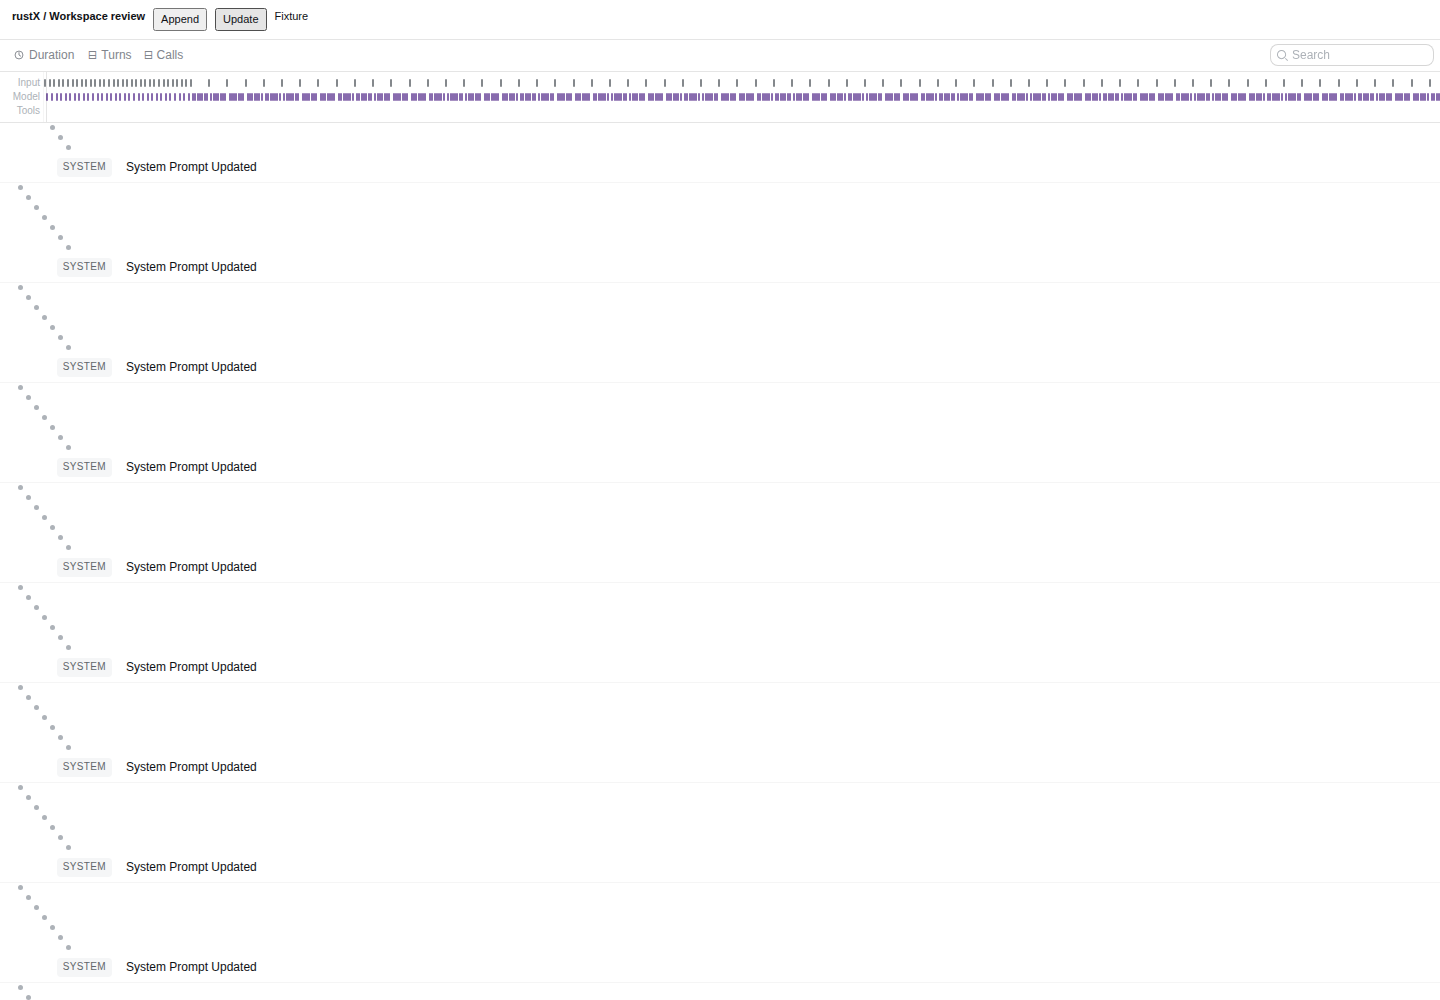 rustX / Workspace review Append Update Fixture
Duration Turns Calls Search
Input
Model
Tools
SYSTEM System Prompt Updated
SYSTEM System Prompt Updated
SYSTEM System Prompt Updated
SYSTEM System Prompt Updated
SYSTEM System Prompt Updated
SYSTEM System Prompt Updated
SYSTEM System Prompt Updated
SYSTEM System Prompt Updated
SYSTEM System Prompt Updated